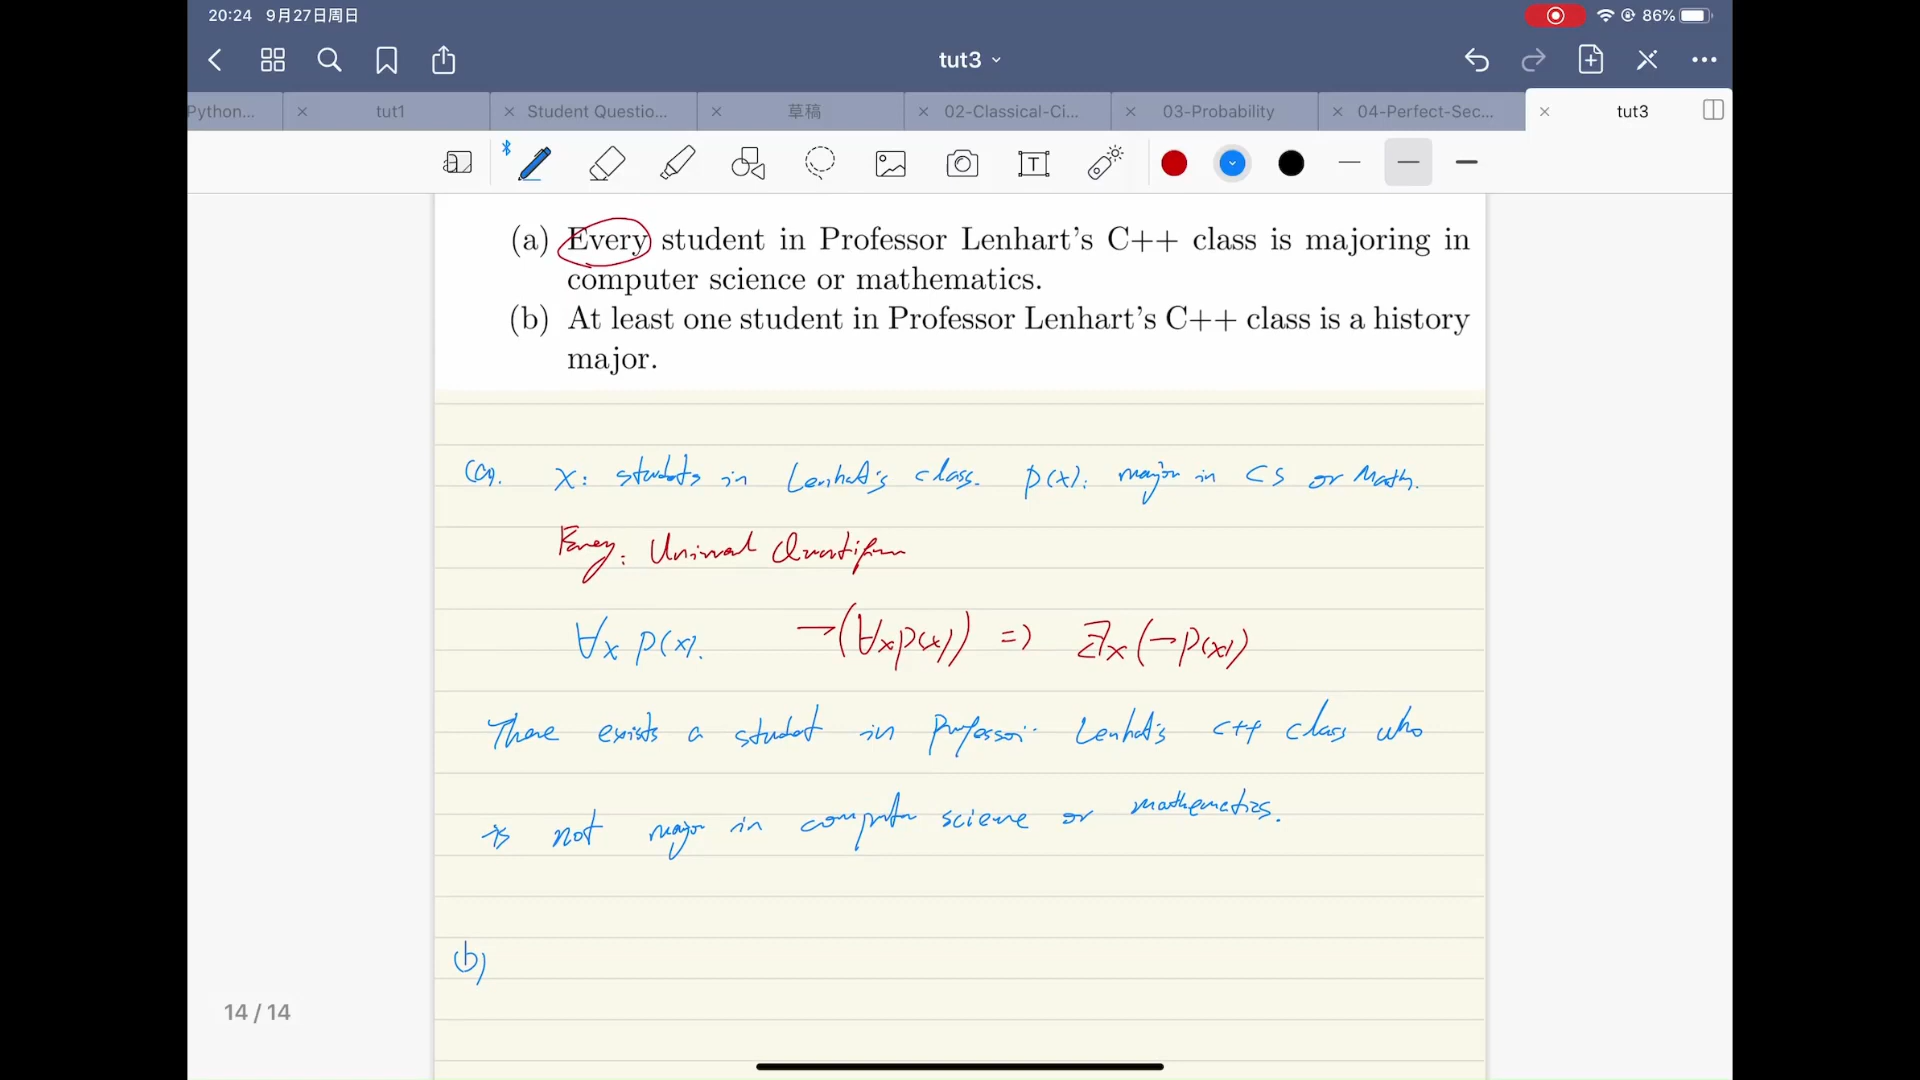 20:24 9月27日周日
86%
tut3
Python... tut1 Student Questio... 草稿 02-Classical-Ci... 03-Probability 04-Perfect-Sec... tut3
(a) Every student in Professor Lenhart's C++ class is majoring in
computer science or mathematics.
(b) At least one student in Professor Lenhart's C++ class is a history
major.
(a). x: students in Lenhart's class. p(x): major in CS or Math.
Every: Universal Quantifier
∀x p(x). ¬(∀x p(x)) => ∃x (¬p(x))
There exists a student in Professor Lenhart's C++ class who
is not major in computer science or mathematics.
(b)
14 / 14